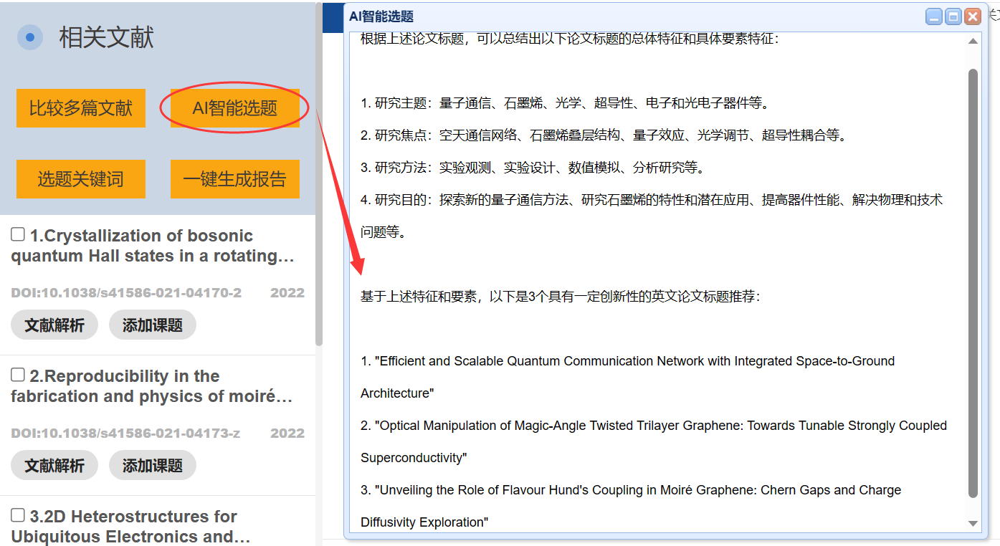 相关文献
比较多篇文献
AI智能选题
选题关键词
一键生成报告
1.Crystallization of bosonic
quantum Hall states in a rotating...
DOI:10.1038/s41586-021-04170-2 2022
文献解析 添加课题
2.Reproducibility in the
fabrication and physics of moiré...
DOI:10.1038/s41586-021-04173-z 2022
文献解析 添加课题
3.2D Heterostructures for
Ubiquitous Electronics and...
AI智能选题
根据上述论文标题，可以总结出以下论文标题的总体特征和具体要素特征：
1. 研究主题：量子通信、石墨烯、光学、超导性、电子和光电子器件等。
2. 研究焦点：空天通信网络、石墨烯叠层结构、量子效应、光学调节、超导性耦合等。
3. 研究方法：实验观测、实验设计、数值模拟、分析研究等。
4. 研究目的：探索新的量子通信方法、研究石墨烯的特性和潜在应用、提高器件性能、解决物理和技术
问题等。
基于上述特征和要素，以下是3个具有一定创新性的英文论文标题推荐：
1. "Efficient and Scalable Quantum Communication Network with Integrated Space-to-Ground
Architecture"
2. "Optical Manipulation of Magic-Angle Twisted Trilayer Graphene: Towards Tunable Strongly Coupled
Superconductivity"
3. "Unveiling the Role of Flavour Hund's Coupling in Moiré Graphene: Chern Gaps and Charge
Diffusivity Exploration"